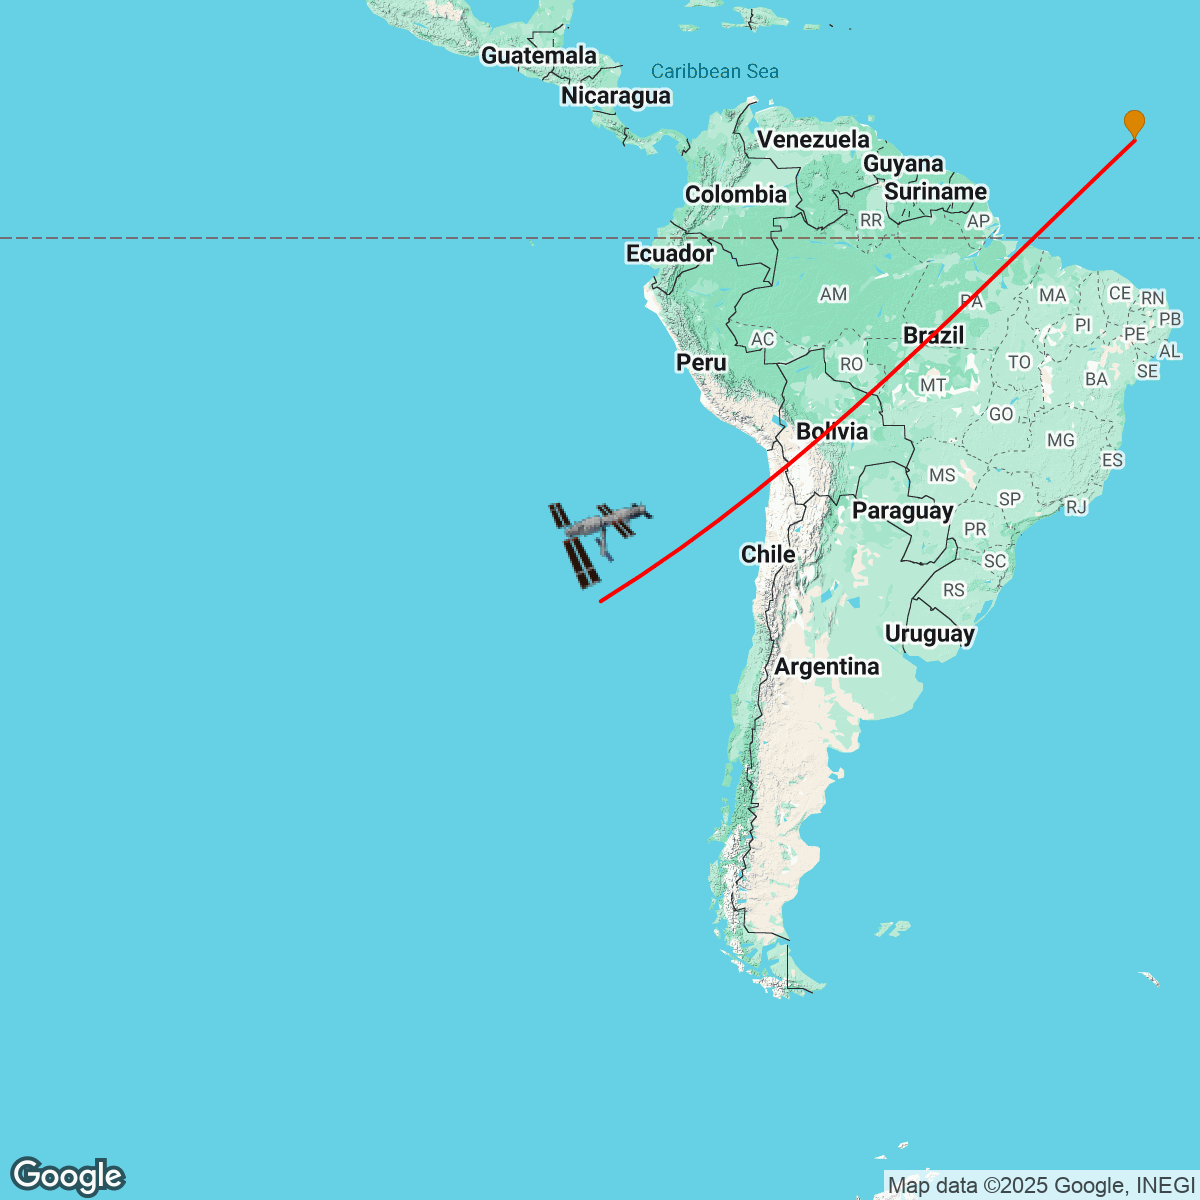 Guatemala
Caribbean Sea
Nicaragua
Venezuela
Guyana
Colombia
Suriname
RR
AP
Ecuador
AM
PA
MA
CE
RN
PI
PB
Brazil
PE
AC
AL
Peru
RO
TO
SE
MT
BA
GO
Bolivia
MG
ES
MS
SP
RJ
Paraguay
PR
Chile
SC
RS
Uruguay
Argentina
Google
Map data ©2025 Google, INEGI